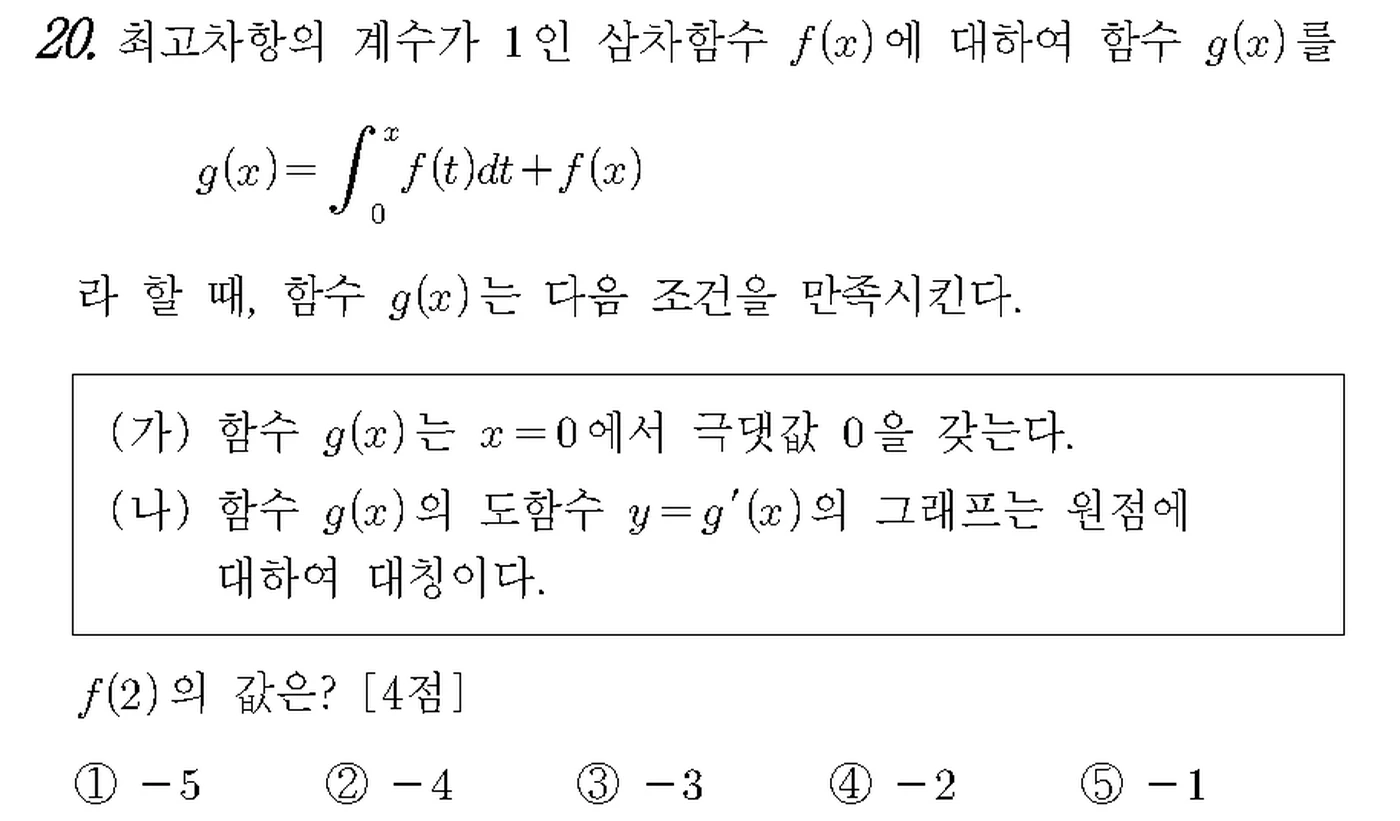 20. 최고차항의 계수가 1인 삼차함수 f(x)에 대하여 함수 g(x)를
g(x)=∫₀ˣ f(t)dt+f(x)
라 할 때, 함수 g(x)는 다음 조건을 만족시킨다.
(가) 함수 g(x)는 x=0에서 극댓값 0을 갖는다.
(나) 함수 g(x)의 도함수 y=g′(x)의 그래프는 원점에
대하여 대칭이다.
f(2)의 값은? [4점]
① -5 ② -4 ③ -3 ④ -2 ⑤ -1